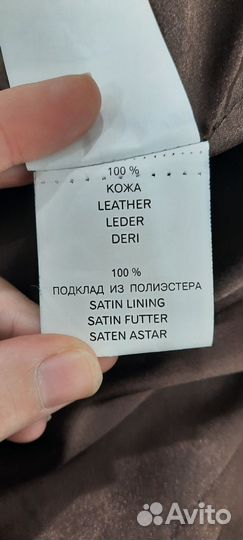 100 %
КОЖА
LEATHER
LEDER
DERI
100 %
ПОДКЛАД ИЗ ПОЛИЭСТЕРА
SATIN LINING
SATIN FUTTER
SATEN ASTAR
Avito